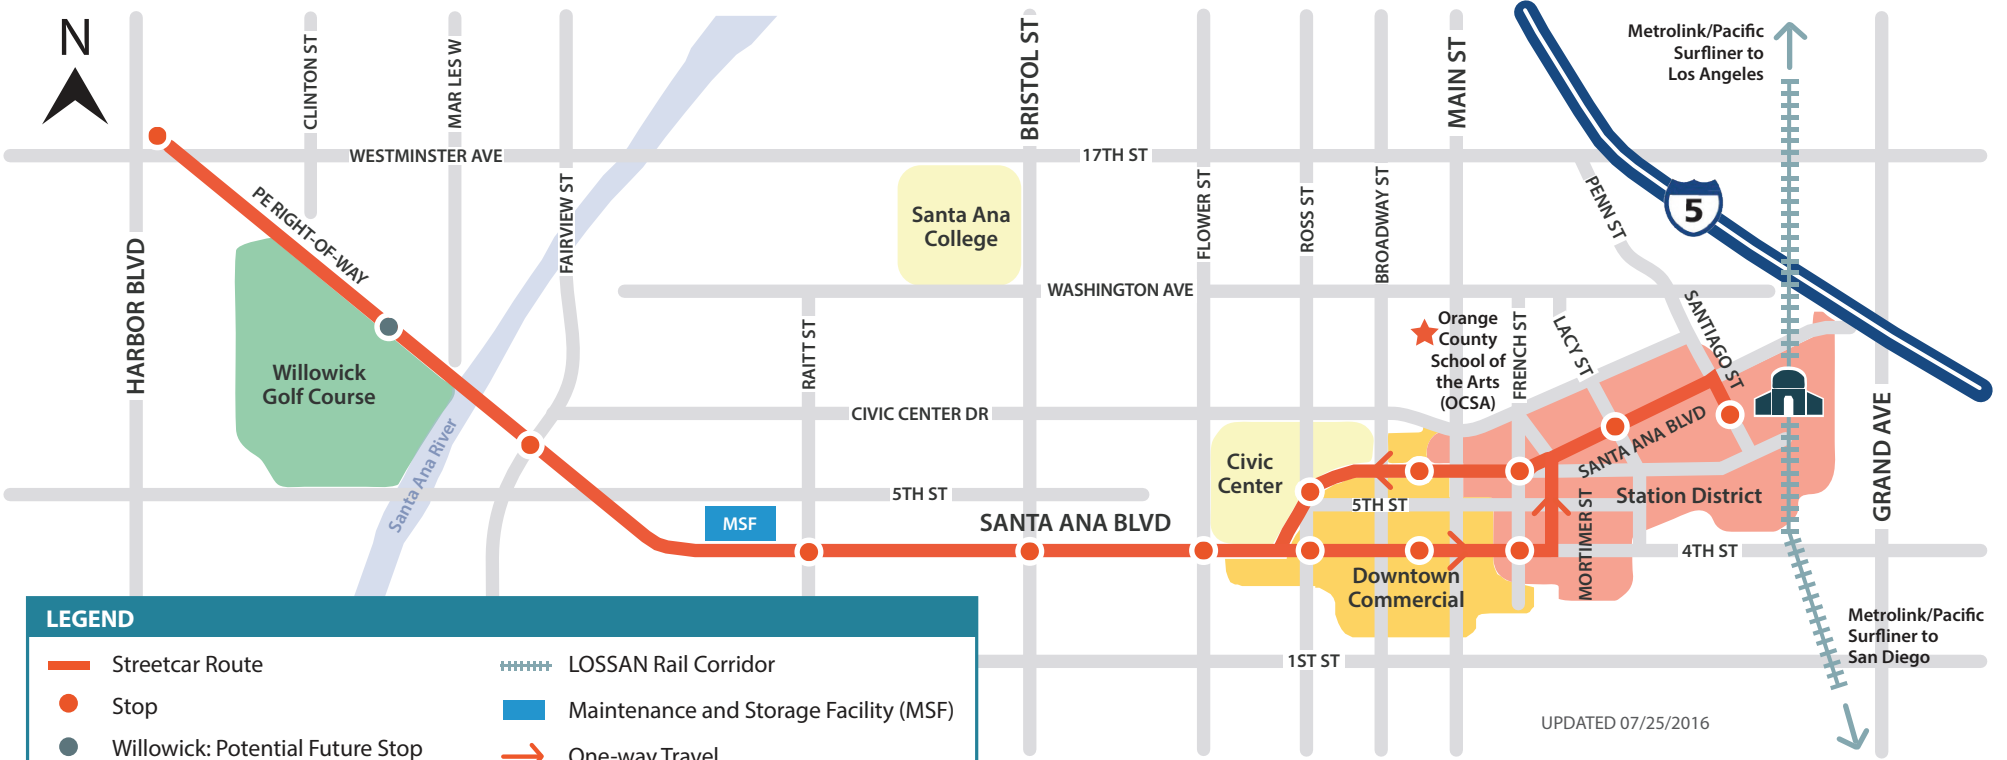 N
CLINTON ST
MAR LES W
BRISTOL ST
MAIN ST
Metrolink/Pacific
Surfliner to
Los Angeles
WESTMINSTER AVE
17TH ST
PE RIGHT-OF-WAY
HARBOR BLVD
FAIRVIEW ST
Santa Ana
College
FLOWER ST
ROSS ST
BROADWAY ST
PENN ST
5
WASHINGTON AVE
RAITT ST
Orange
County
School of
the Arts
(OCSA)
FRENCH ST
LACY ST
SANTIAGO ST
Willowick
Golf Course
CIVIC CENTER DR
GRAND AVE
Santa Ana River
Civic
Center
SANTA ANA BLVD
5TH ST
5TH ST
Station District
MSF
SANTA ANA BLVD
MORTIMER ST
4TH ST
Downtown
Commercial
Metrolink/Pacific
Surfliner to
San Diego
1ST ST
UPDATED 07/25/2016
LEGEND
Streetcar Route
Stop
Willowick: Potential Future Stop
LOSSAN Rail Corridor
Maintenance and Storage Facility (MSF)
One-way Travel